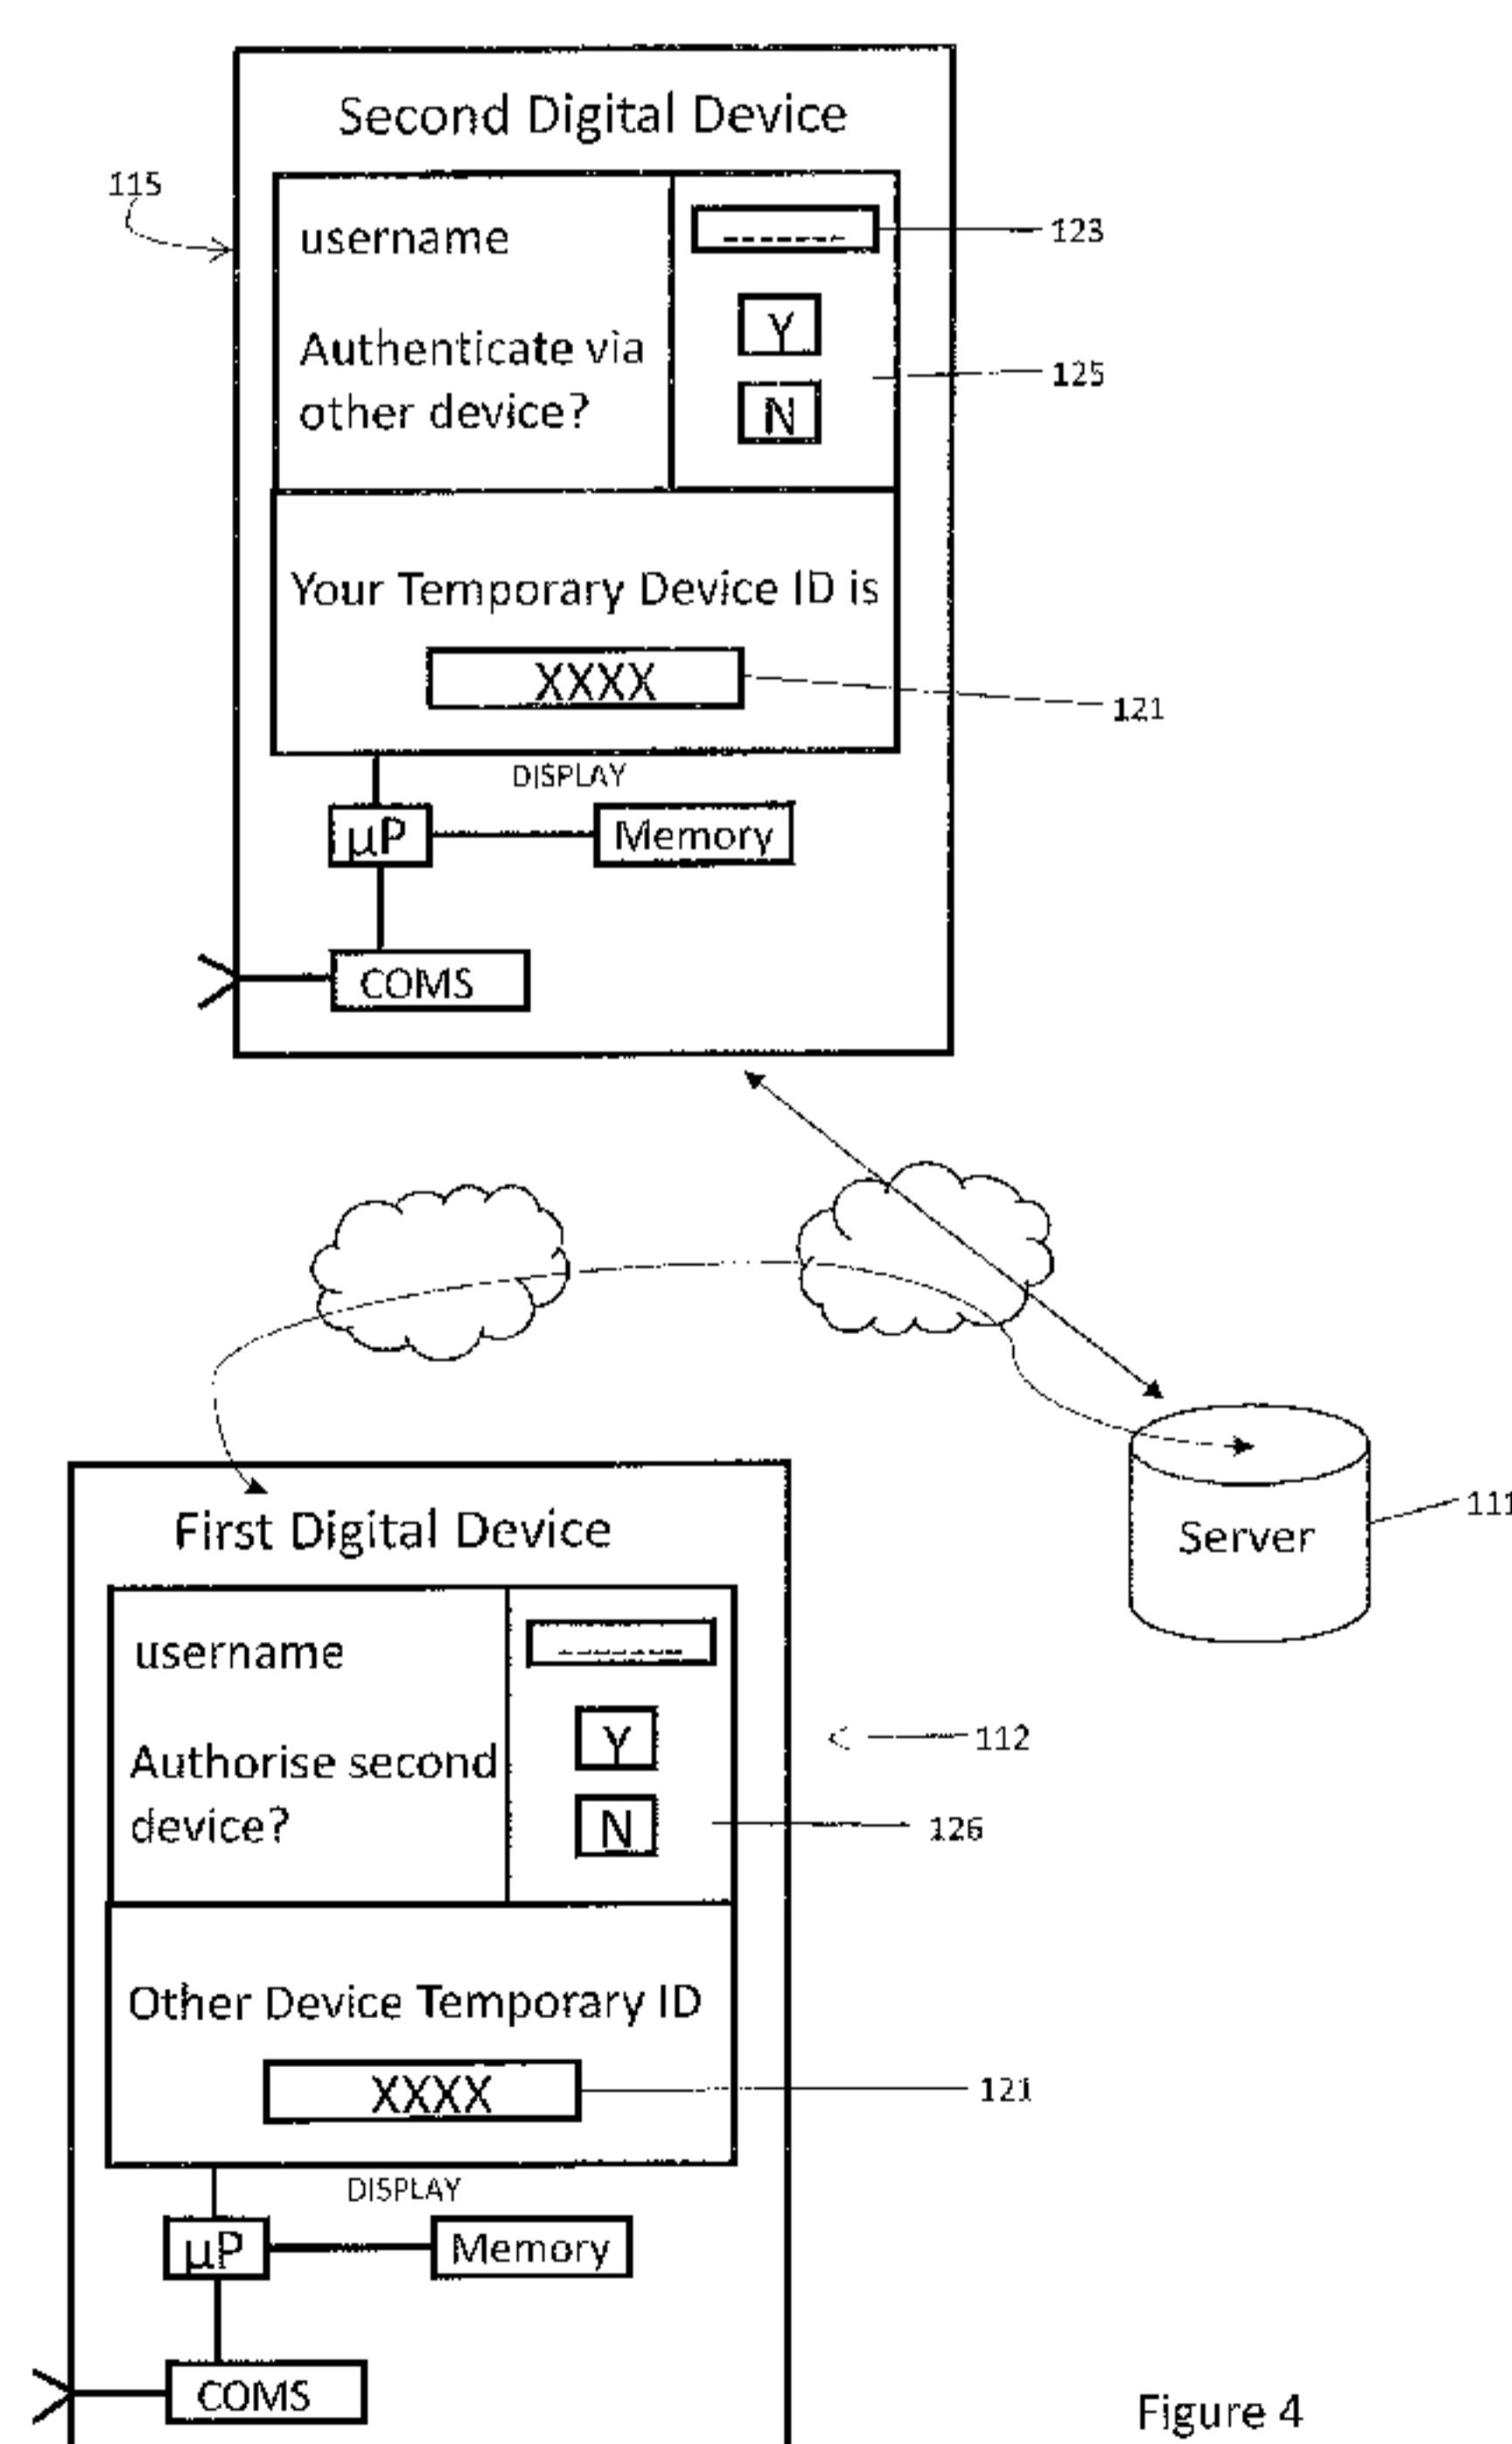 Second Digital Device
115
username
123
Y
Authenticate via
other device?
125
N
Your Temporary Device ID is
XXXX
121
DISPLAY
µP
Memory
COMS
First Digital Device
111
Server
username
Y
112
Authorise second
device?
N
126
Other Device Temporary ID
XXXX
121
DISPLAY
µP
Memory
COMS
Figure 4